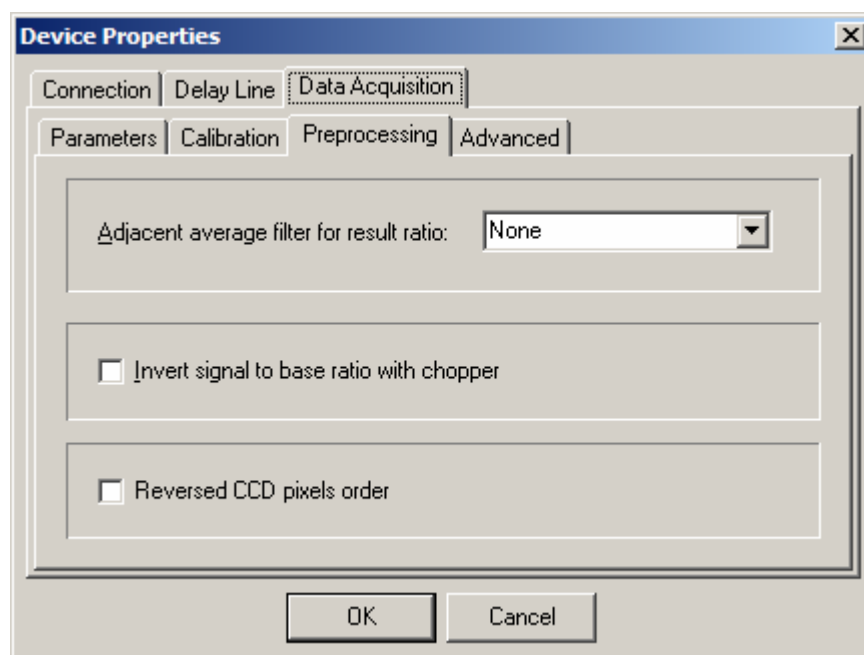 Device Properties
Connection Delay Line Data Acquisition
Parameters Calibration Preprocessing Advanced
Adjacent average filter for result ratio: None
Invert signal to base ratio with chopper
Reversed CCD pixels order
OK Cancel